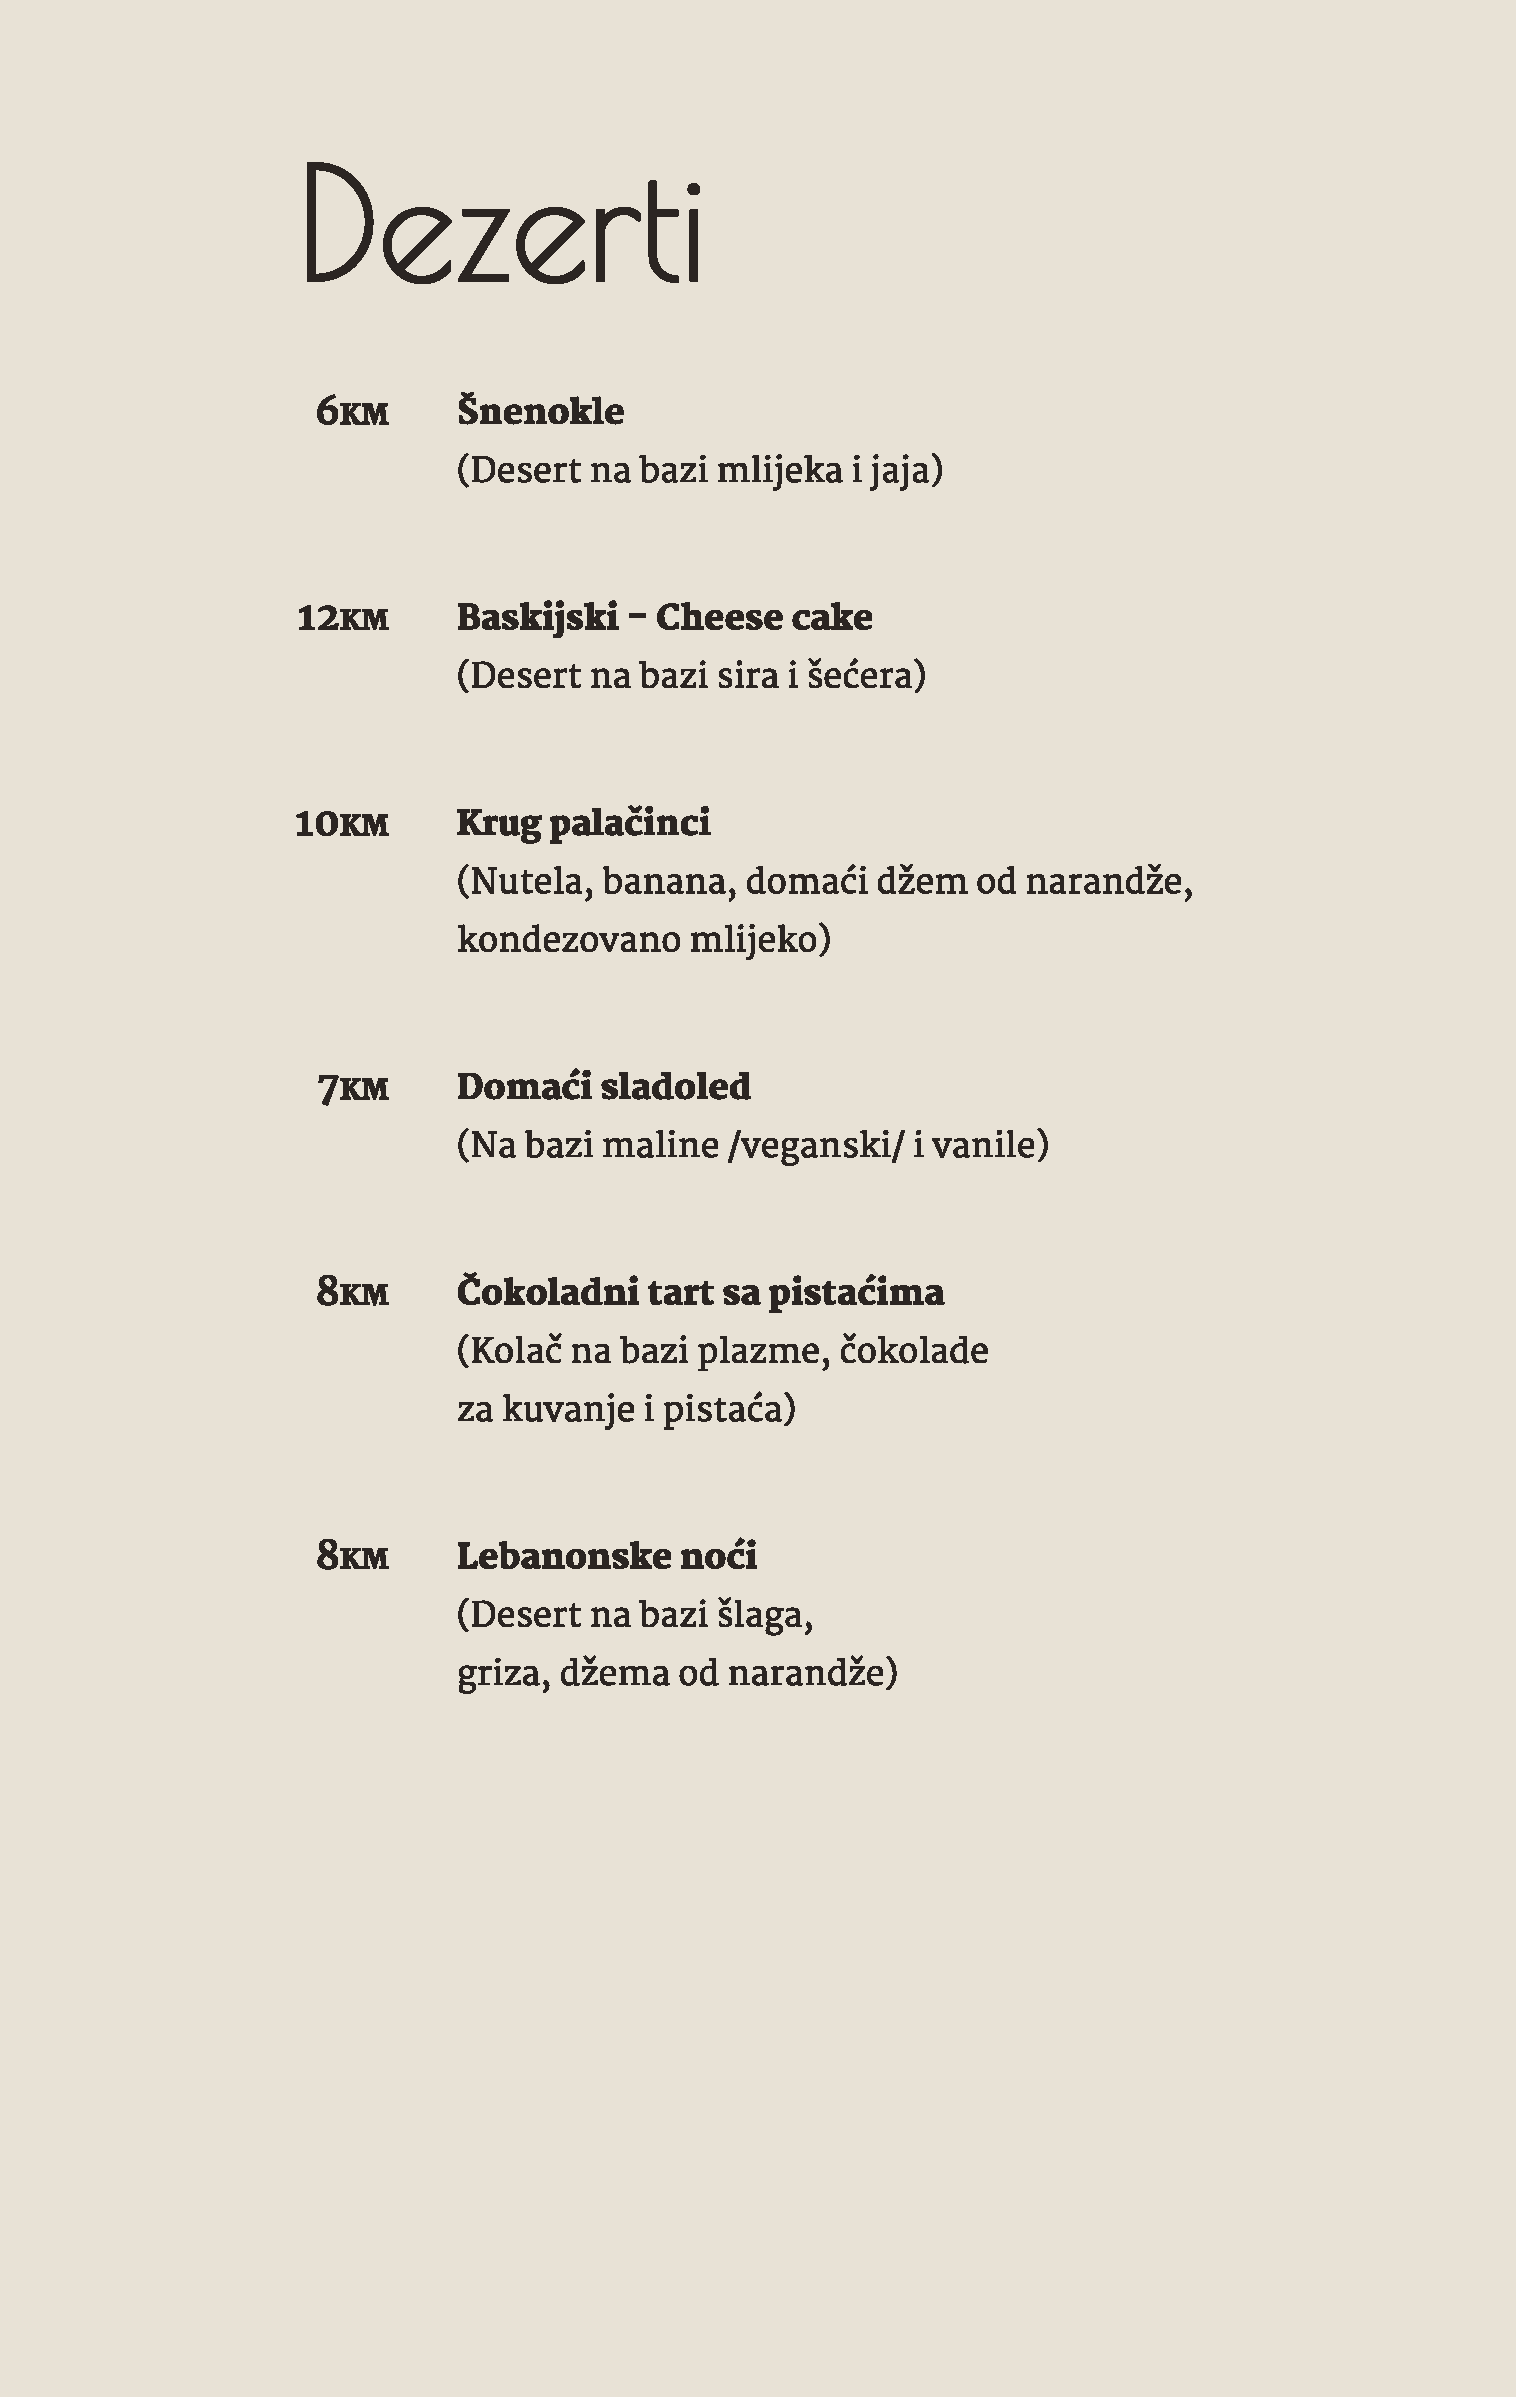 Dezerti
6KM Šnenokle
(Desert na bazi mlijeka i jaja)
12KM Baskijski – Cheese cake
(Desert na bazi sira i šećera)
10KM Krug palačinci
(Nutela, banana, domaći džem od narandže,
kondezovano mlijeko)
7KM Domaći sladoled
(Na bazi maline /veganski/ i vanile)
8KM Čokoladni tart sa pistaćima
(Kolač na bazi plazme, čokolade
za kuvanje i pistaća)
8KM Lebanonske noći
(Desert na bazi šlaga,
griza, džema od narandže)